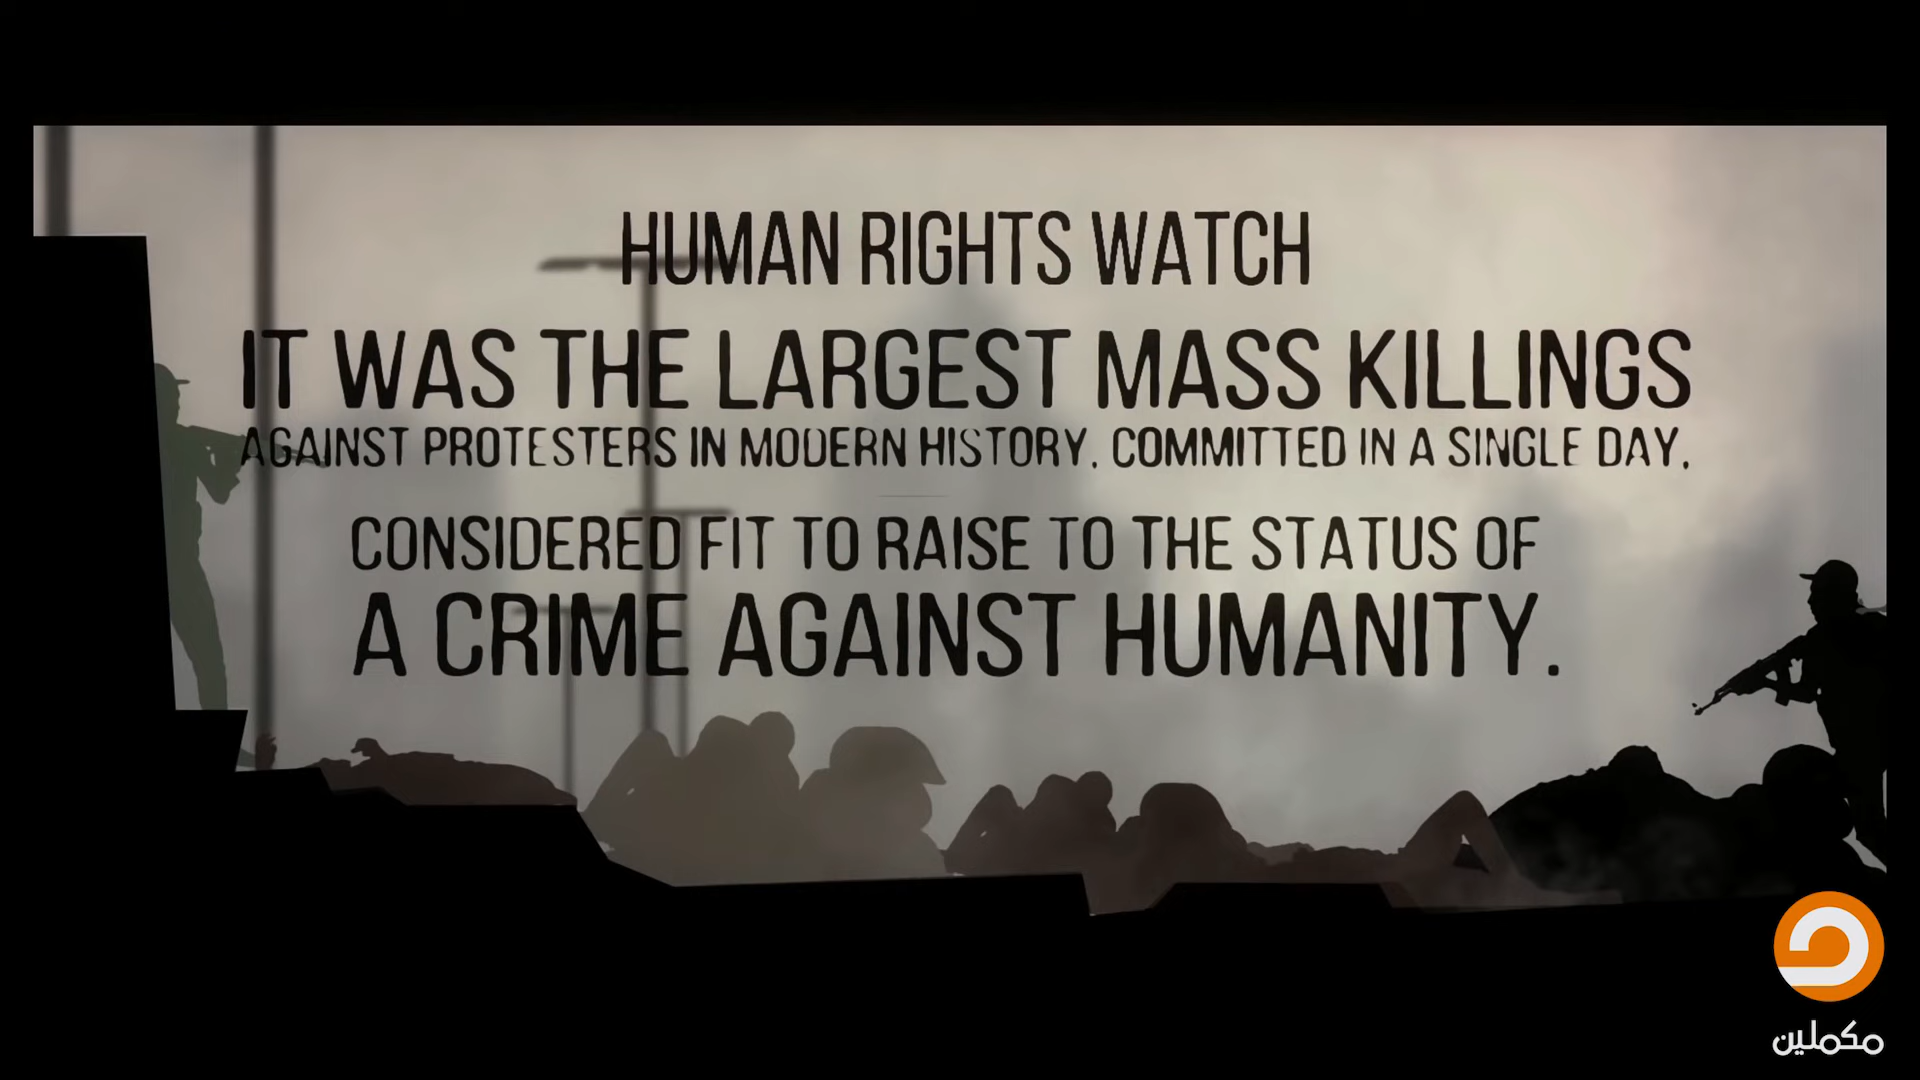 HUMAN RIGHTS WATCH
IT WAS THE LARGEST MASS KILLINGS
AGAINST PROTESTERS IN MODERN HISTORY, COMMITTED IN A SINGLE DAY,
CONSIDERED FIT TO RAISE TO THE STATUS OF
A CRIME AGAINST HUMANITY.
مكملين